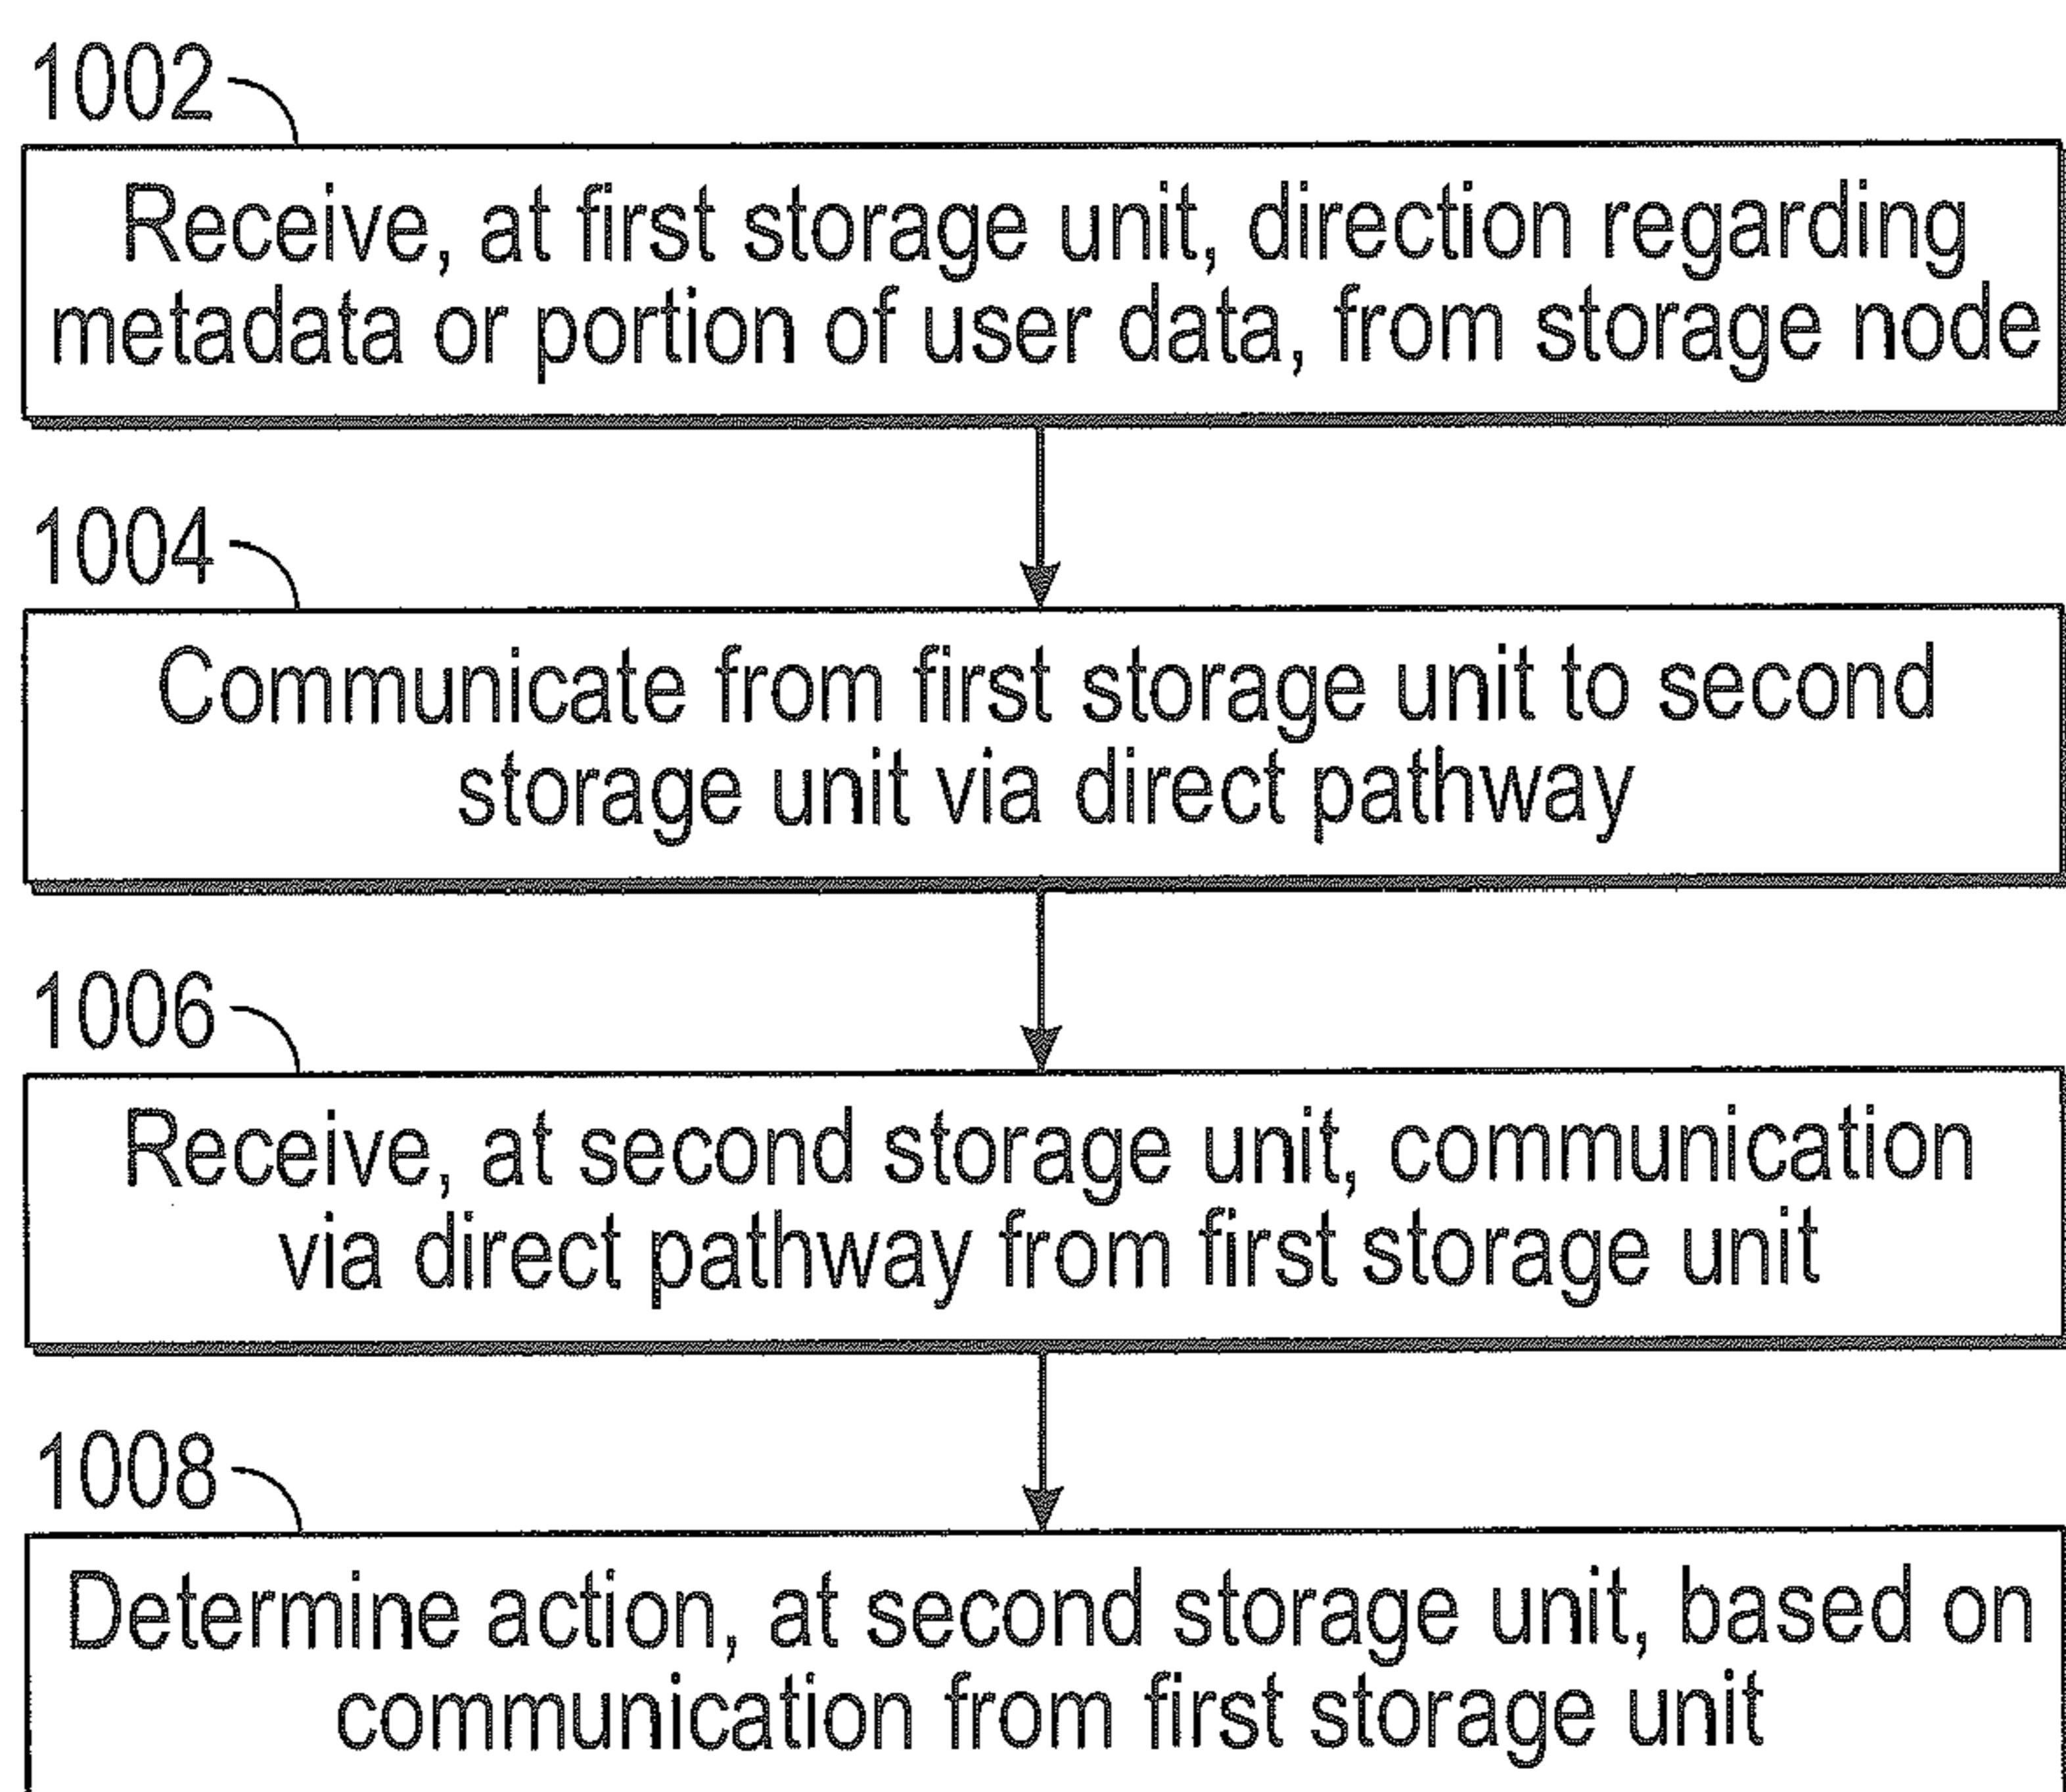 1002
Receive, at first storage unit, direction regarding
metadata or portion of user data, from storage node
1004
Communicate from first storage unit to second
storage unit via direct pathway
1006
Receive, at second storage unit, communication
via direct pathway from first storage unit
1008
Determine action, at second storage unit, based on
communication from first storage unit